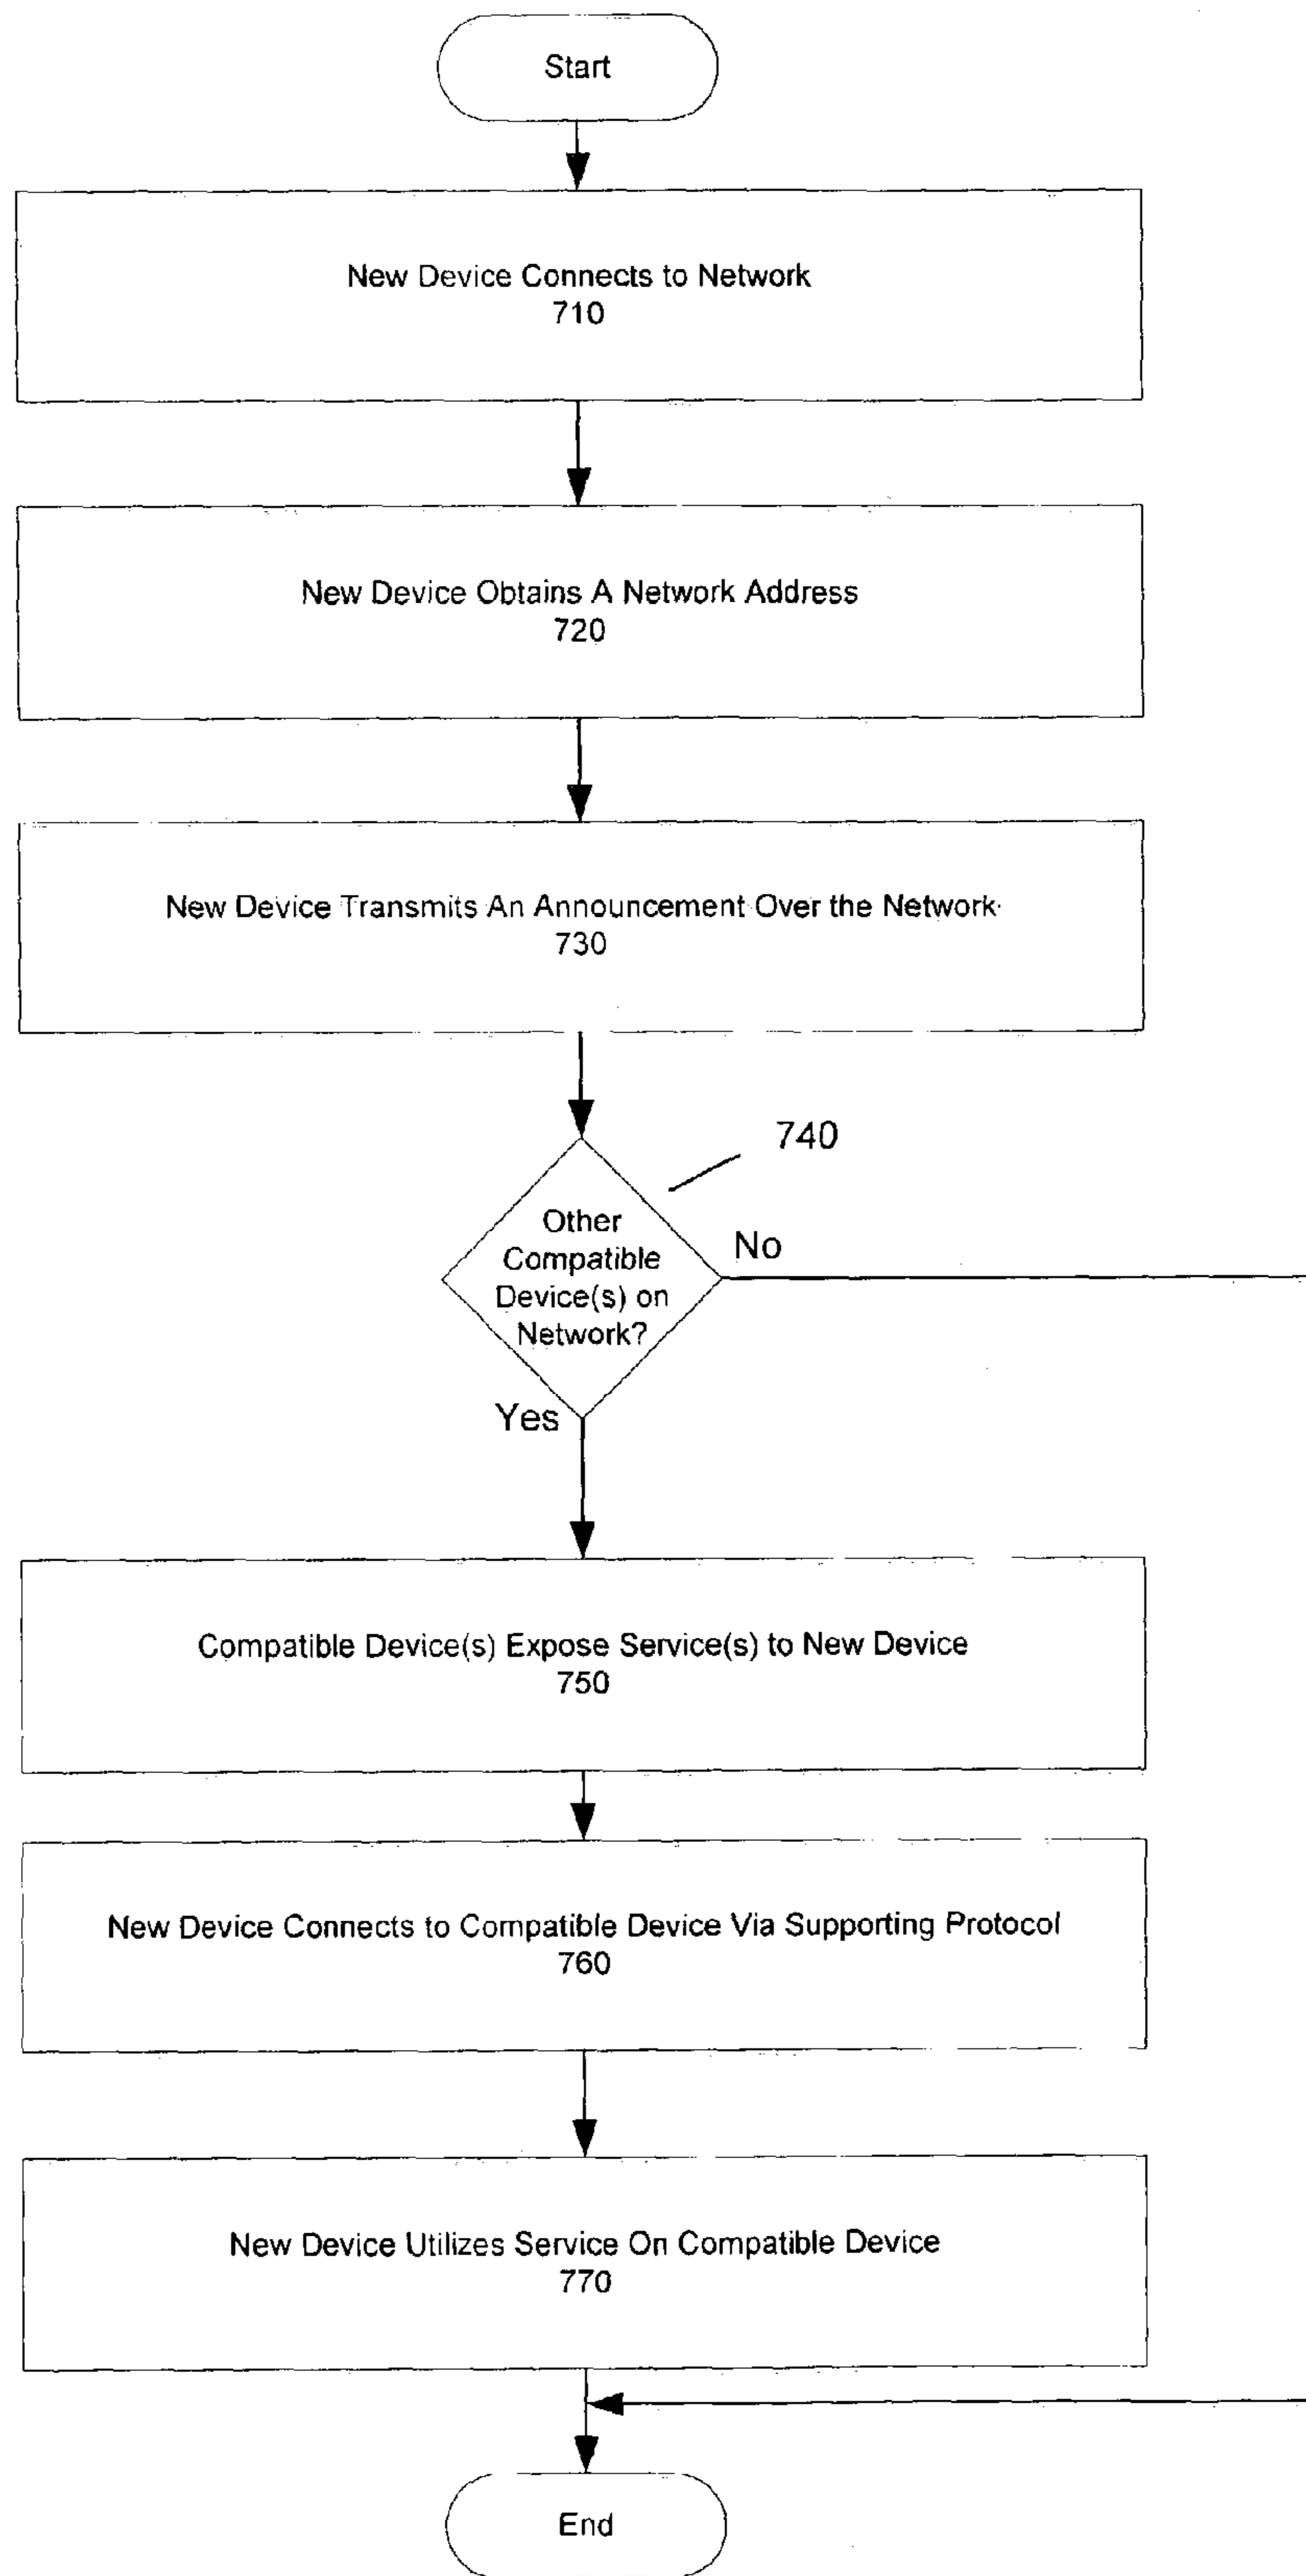 Start
New Device Connects to Network
710
New Device Obtains A Network Address
720
New Device Transmits An Announcement Over the Network
730
740
Other
Compatible
Device(s) on
Network?
No
Yes
Compatible Device(s) Expose Service(s) to New Device
750
New Device Connects to Compatible Device Via Supporting Protocol
760
New Device Utilizes Service On Compatible Device
770
End